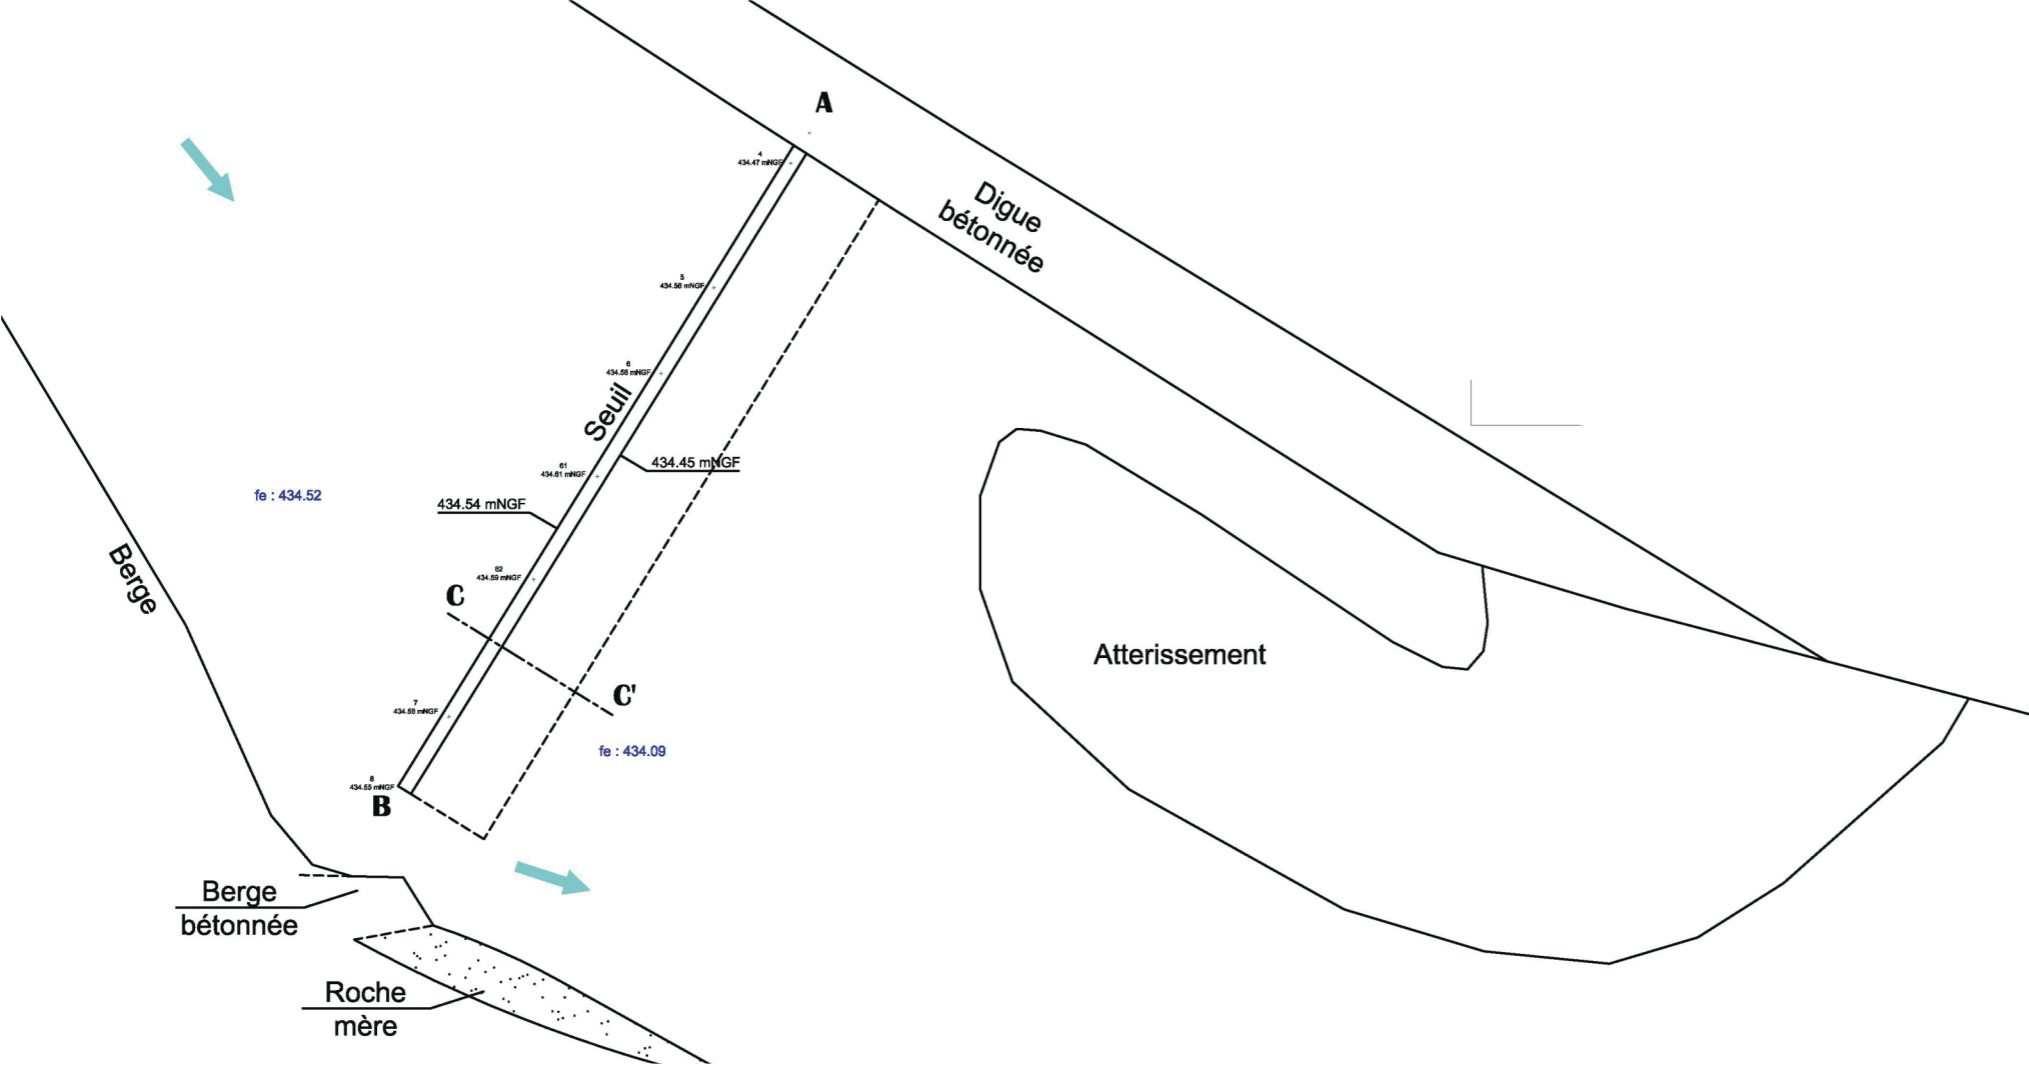 A
4
434.47 mNGF
Digue
bétonnée
5
434.56 mNGF
6
434.56 mNGF
Seuil
61
434.61 mNGF
434.45 mNGF
fe : 434.52
434.54 mNGF
Berge
62
434.59 mNGF
C
Atterissement
C'
7
434.56 mNGF
fe : 434.09
8
434.55 mNGF
B
Berge
bétonnée
Roche
mère